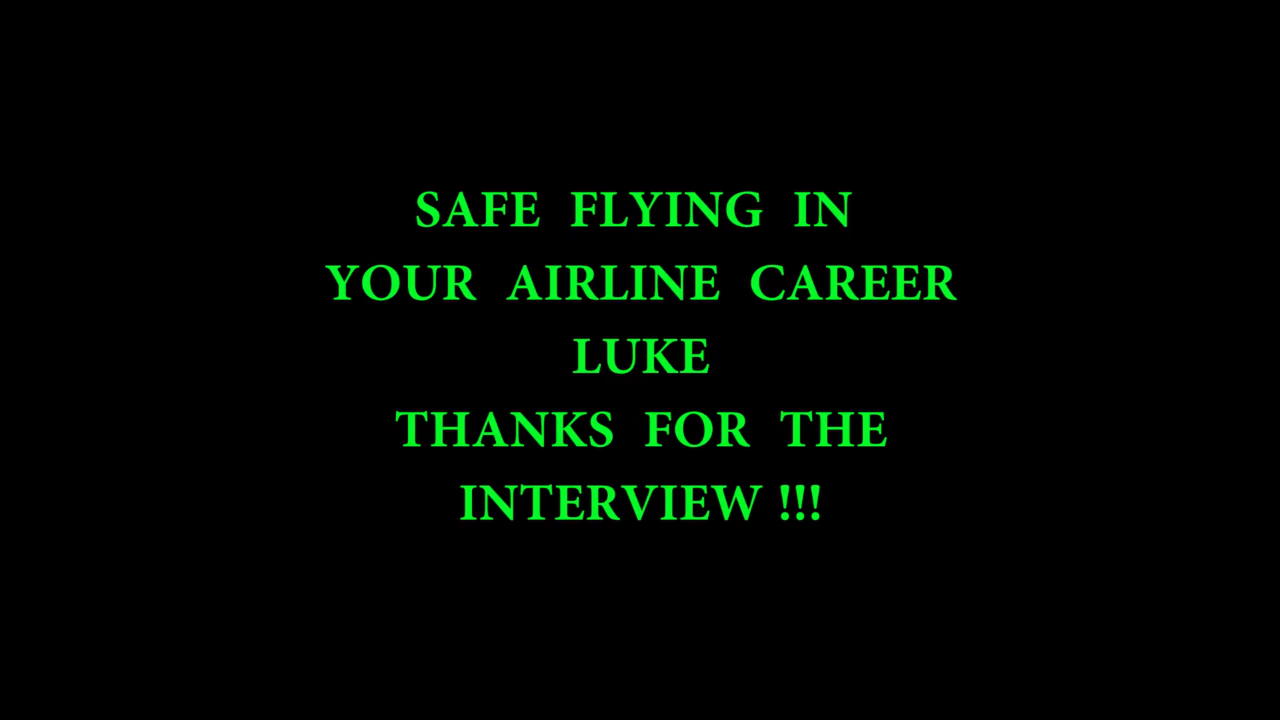 SAFE FLYING IN
YOUR AIRLINE CAREER
LUKE
THANKS FOR THE
INTERVIEW !!!